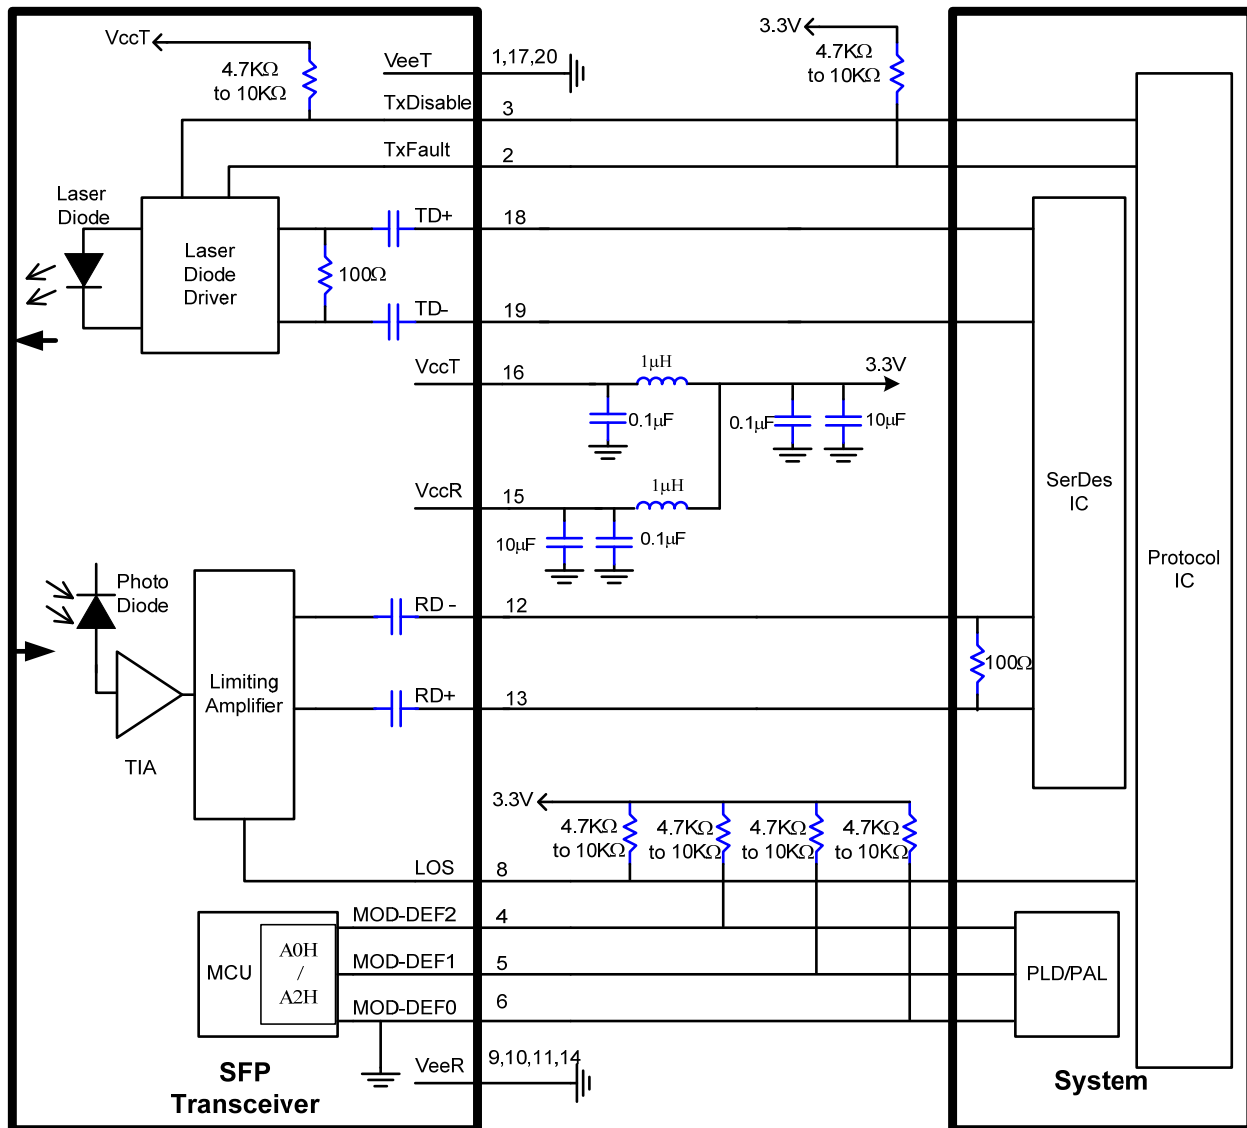 VccT
4.7KΩ
to 10KΩ
VeeT
1,17,20
3.3V
4.7KΩ
to 10KΩ
TxDisable
3
TxFault
2
Laser
Diode
Laser
Diode
Driver
TD+
18
100Ω
TD-
19
VccT
16
1μH
3.3V
0.1μF
0.1μF
10μF
VccR
15
1μH
10μF
0.1μF
SerDes
IC
Protocol
IC
Photo
Diode
RD -
12
Limiting
Amplifier
100Ω
RD+
13
TIA
3.3V
4.7KΩ
to 10KΩ
4.7KΩ
to 10KΩ
4.7KΩ
to 10KΩ
4.7KΩ
to 10KΩ
LOS
8
MOD-DEF2
4
MCU
A0H
/
A2H
MOD-DEF1
5
PLD/PAL
MOD-DEF0
6
VeeR
9,10,11,14
SFP
Transceiver
System